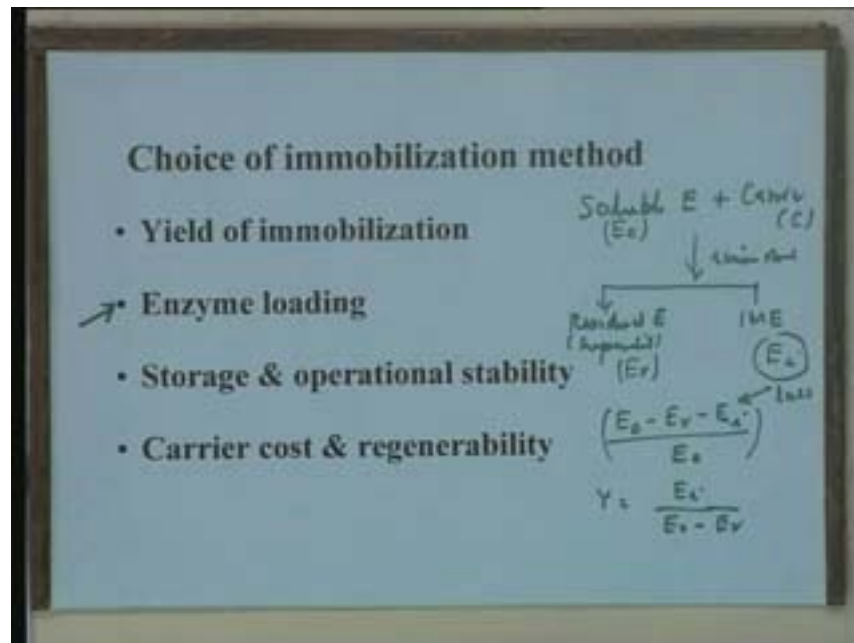 Choice of immobilization method
• Yield of immobilization
• Enzyme loading
• Storage & operational stability
• Carrier cost & regenerability
Soluble E + Carrier
(E₀) (C)
Residual E IME
(Eᵣ) (Eᵢ)
loss
(E₀ - Eᵣ - Eᵢ)
E₀
Y = Eᵢ
E₀ - Eᵣ